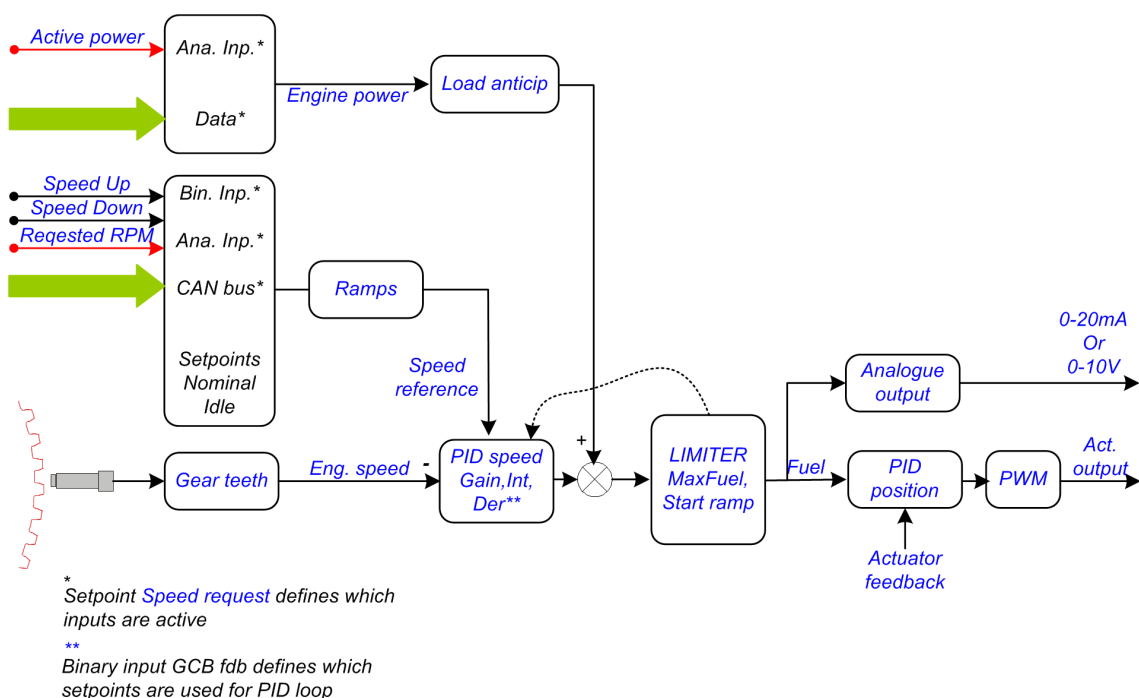 Active power
Ana. Inp.*
Data*
Engine power
Load anticip
Speed Up
Speed Down
Reqested RPM
Bin. Inp.*
Ana. Inp.*
CAN bus*
Setpoints
Nominal
Idle
Ramps
Speed
reference
Gear teeth
Eng. speed
-
PID speed
Gain,Int,
Der**
+
LIMITER
MaxFuel,
Start ramp
Fuel
Analogue
output
0-20mA
Or
0-10V
PID
position
PWM
Act.
output
Actuator
feedback
*
Setpoint Speed request defines which
inputs are active
**
Binary input GCB fdb defines which
setpoints are used for PID loop